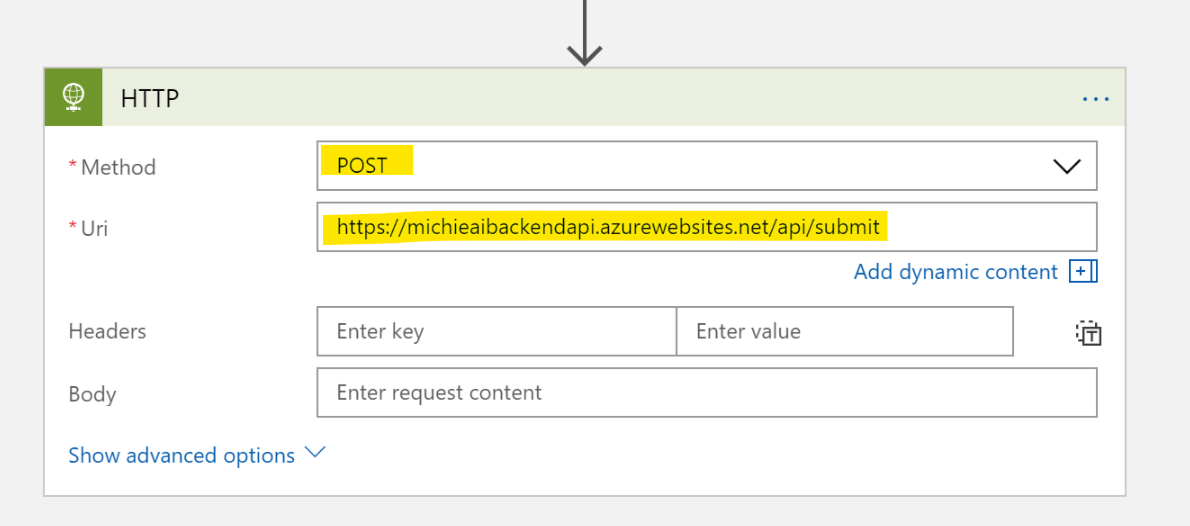 HTTP
...
* Method
POST
* Uri
https://michieaibackendapi.azurewebsites.net/api/submit
Add dynamic content
Headers
Enter key
Enter value
Body
Enter request content
Show advanced options